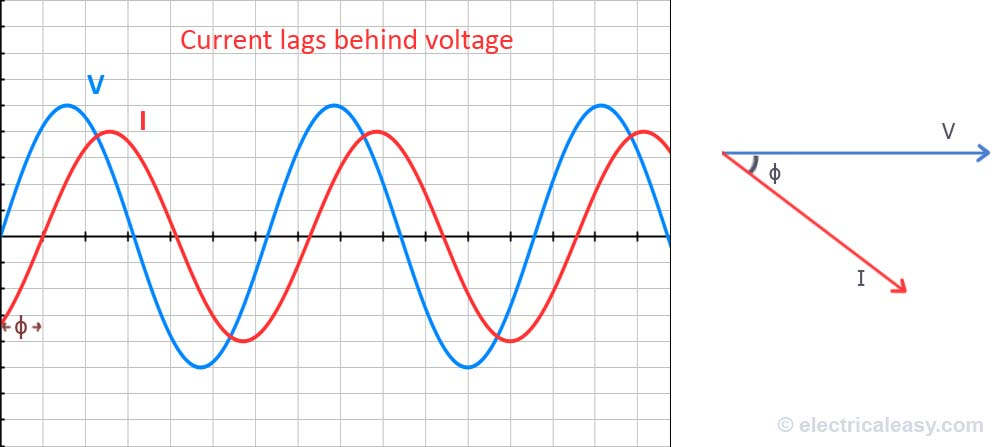 Current lags behind voltage
V
I
ϕ
V
ϕ
I
© electricaleasy.com